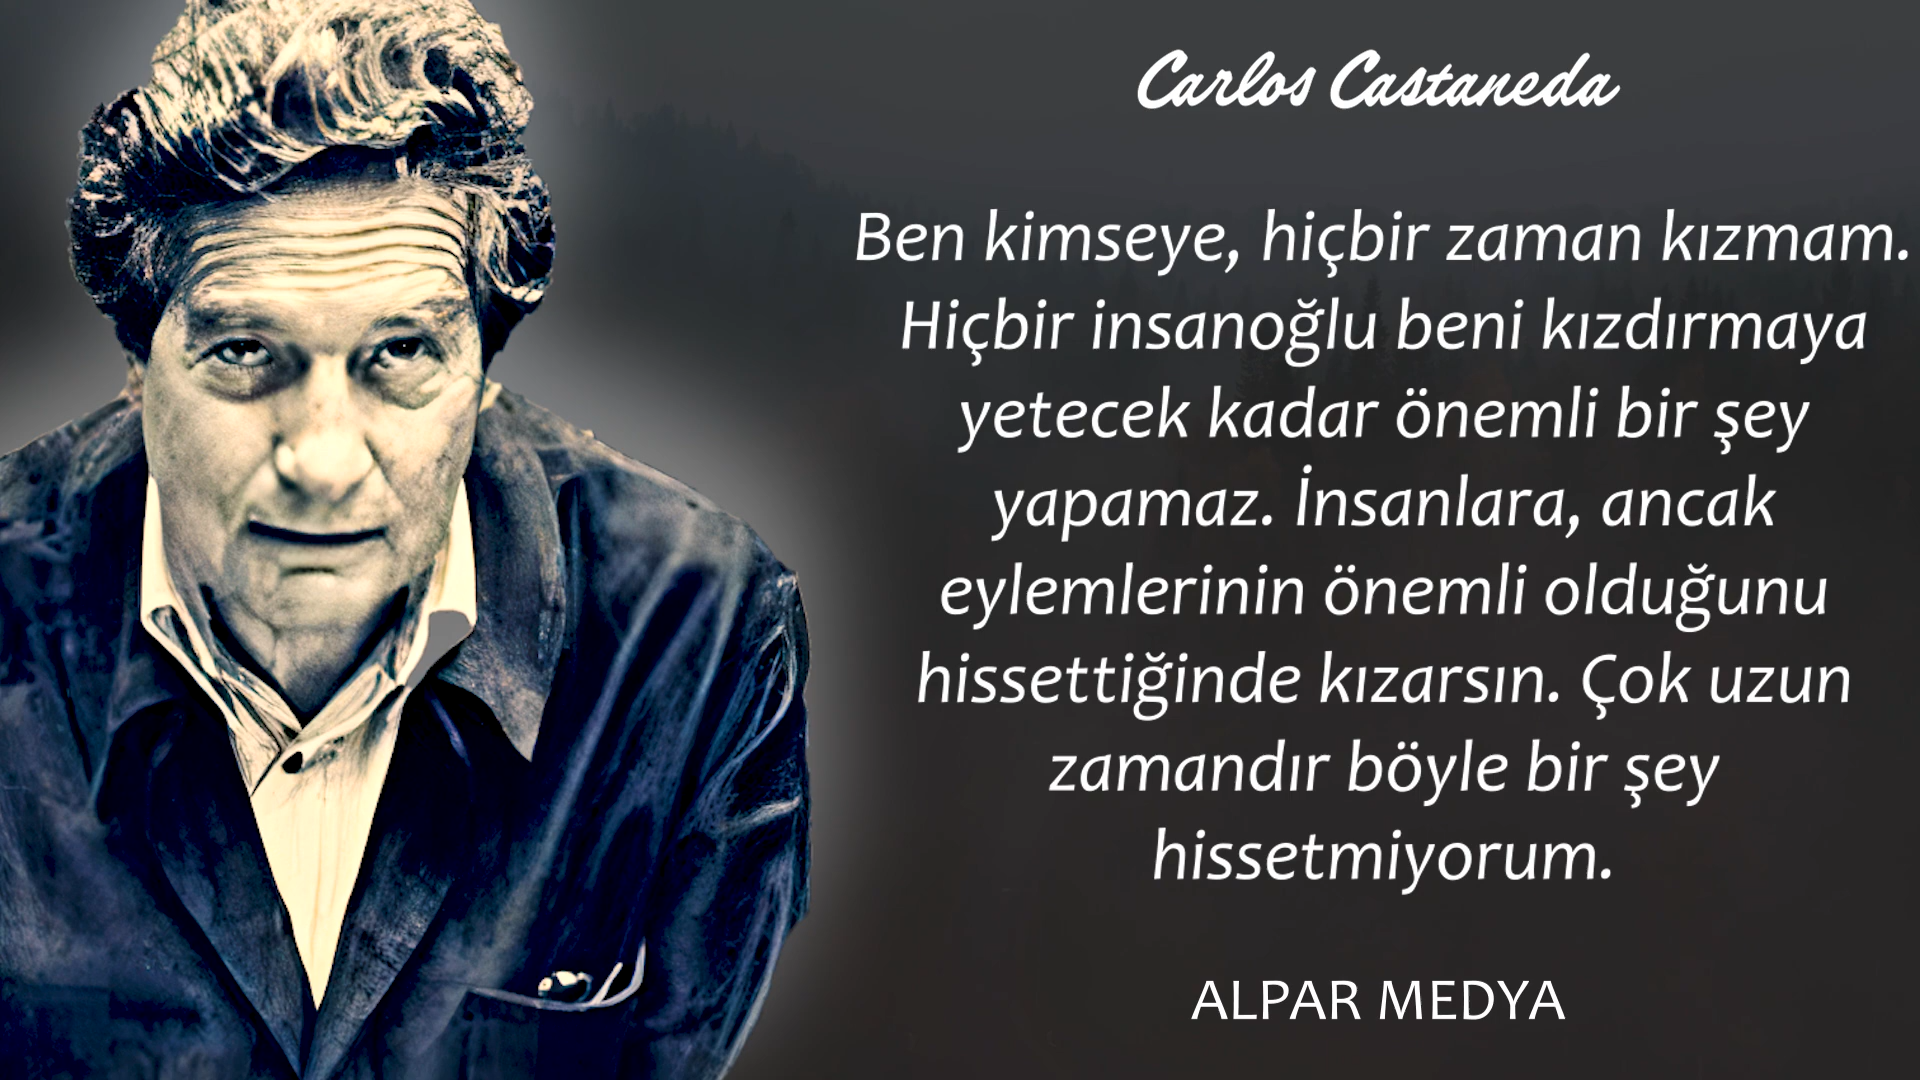 Carlos Castaneda
Ben kimseye, hiçbir zaman kızmam.
Hiçbir insanoğlu beni kızdırmaya
yetecek kadar önemli bir şey
yapamaz. İnsanlara, ancak
eylemlerinin önemli olduğunu
hissettiğinde kızarsın. Çok uzun
zamandır böyle bir şey
hissetmiyorum.
ALPAR MEDYA